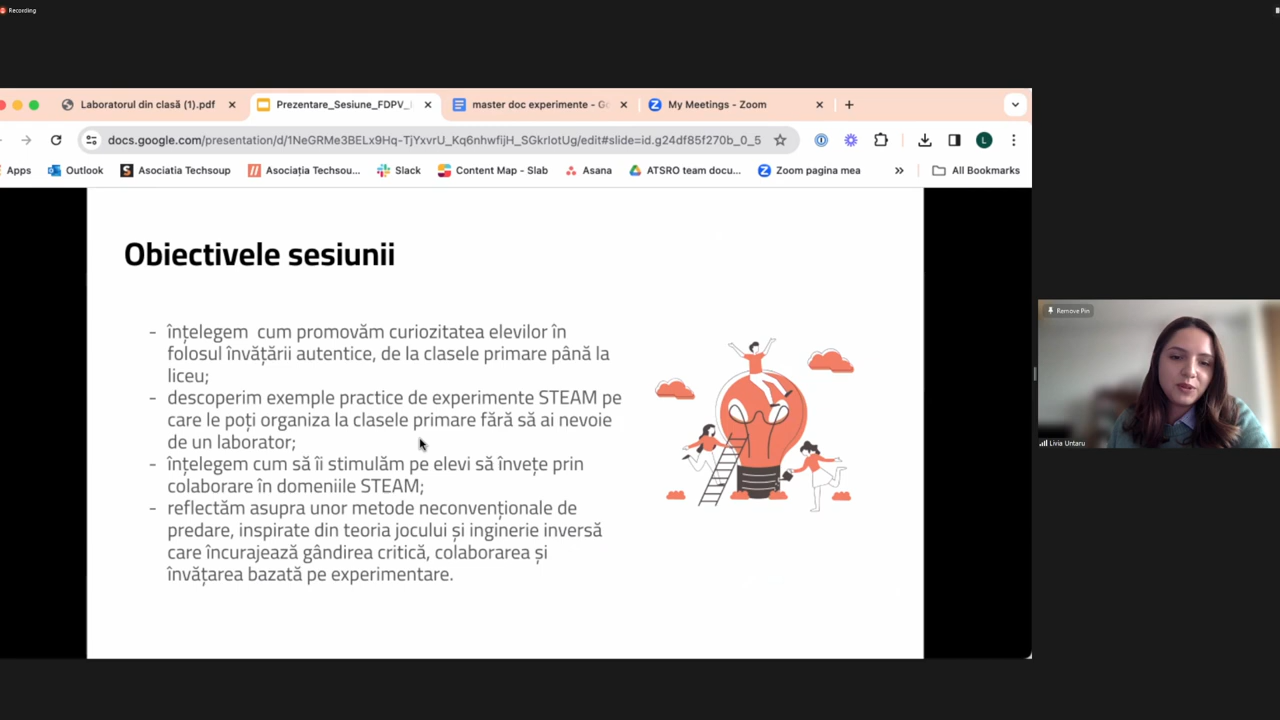 Recording
Laboratorul din clasă (1).pdf
Prezentare_Sesiune_FDPV_
master doc experimente - Go
My Meetings - Zoom
docs.google.com/presentation/d/1NeGRMe3BELx9Hq-TjYxvrU_Kq6nhwfijH_SGkrIotUg/edit#slide=id.g24df85f270b_0_5
L
Apps
Outlook
Asociatia Techsoup
Asociația Techsou...
Slack
Content Map - Slab
Asana
ATSRO team docu...
Zoom pagina mea
All Bookmarks
Obiectivele sesiunii
- înțelegem cum promovăm curiozitatea elevilor în
folosul învățării autentice, de la clasele primare până la
liceu;
- descoperim exemple practice de experimente STEAM pe
care le poți organiza la clasele primare fără să ai nevoie
de un laborator;
- înțelegem cum să îi stimulăm pe elevi să învețe prin
colaborare în domeniile STEAM;
- reflectăm asupra unor metode neconvenționale de
predare, inspirate din teoria jocului și inginerie inversă
care încurajează gândirea critică, colaborarea și
învățarea bazată pe experimentare.
Remove Pin
Livia Untaru